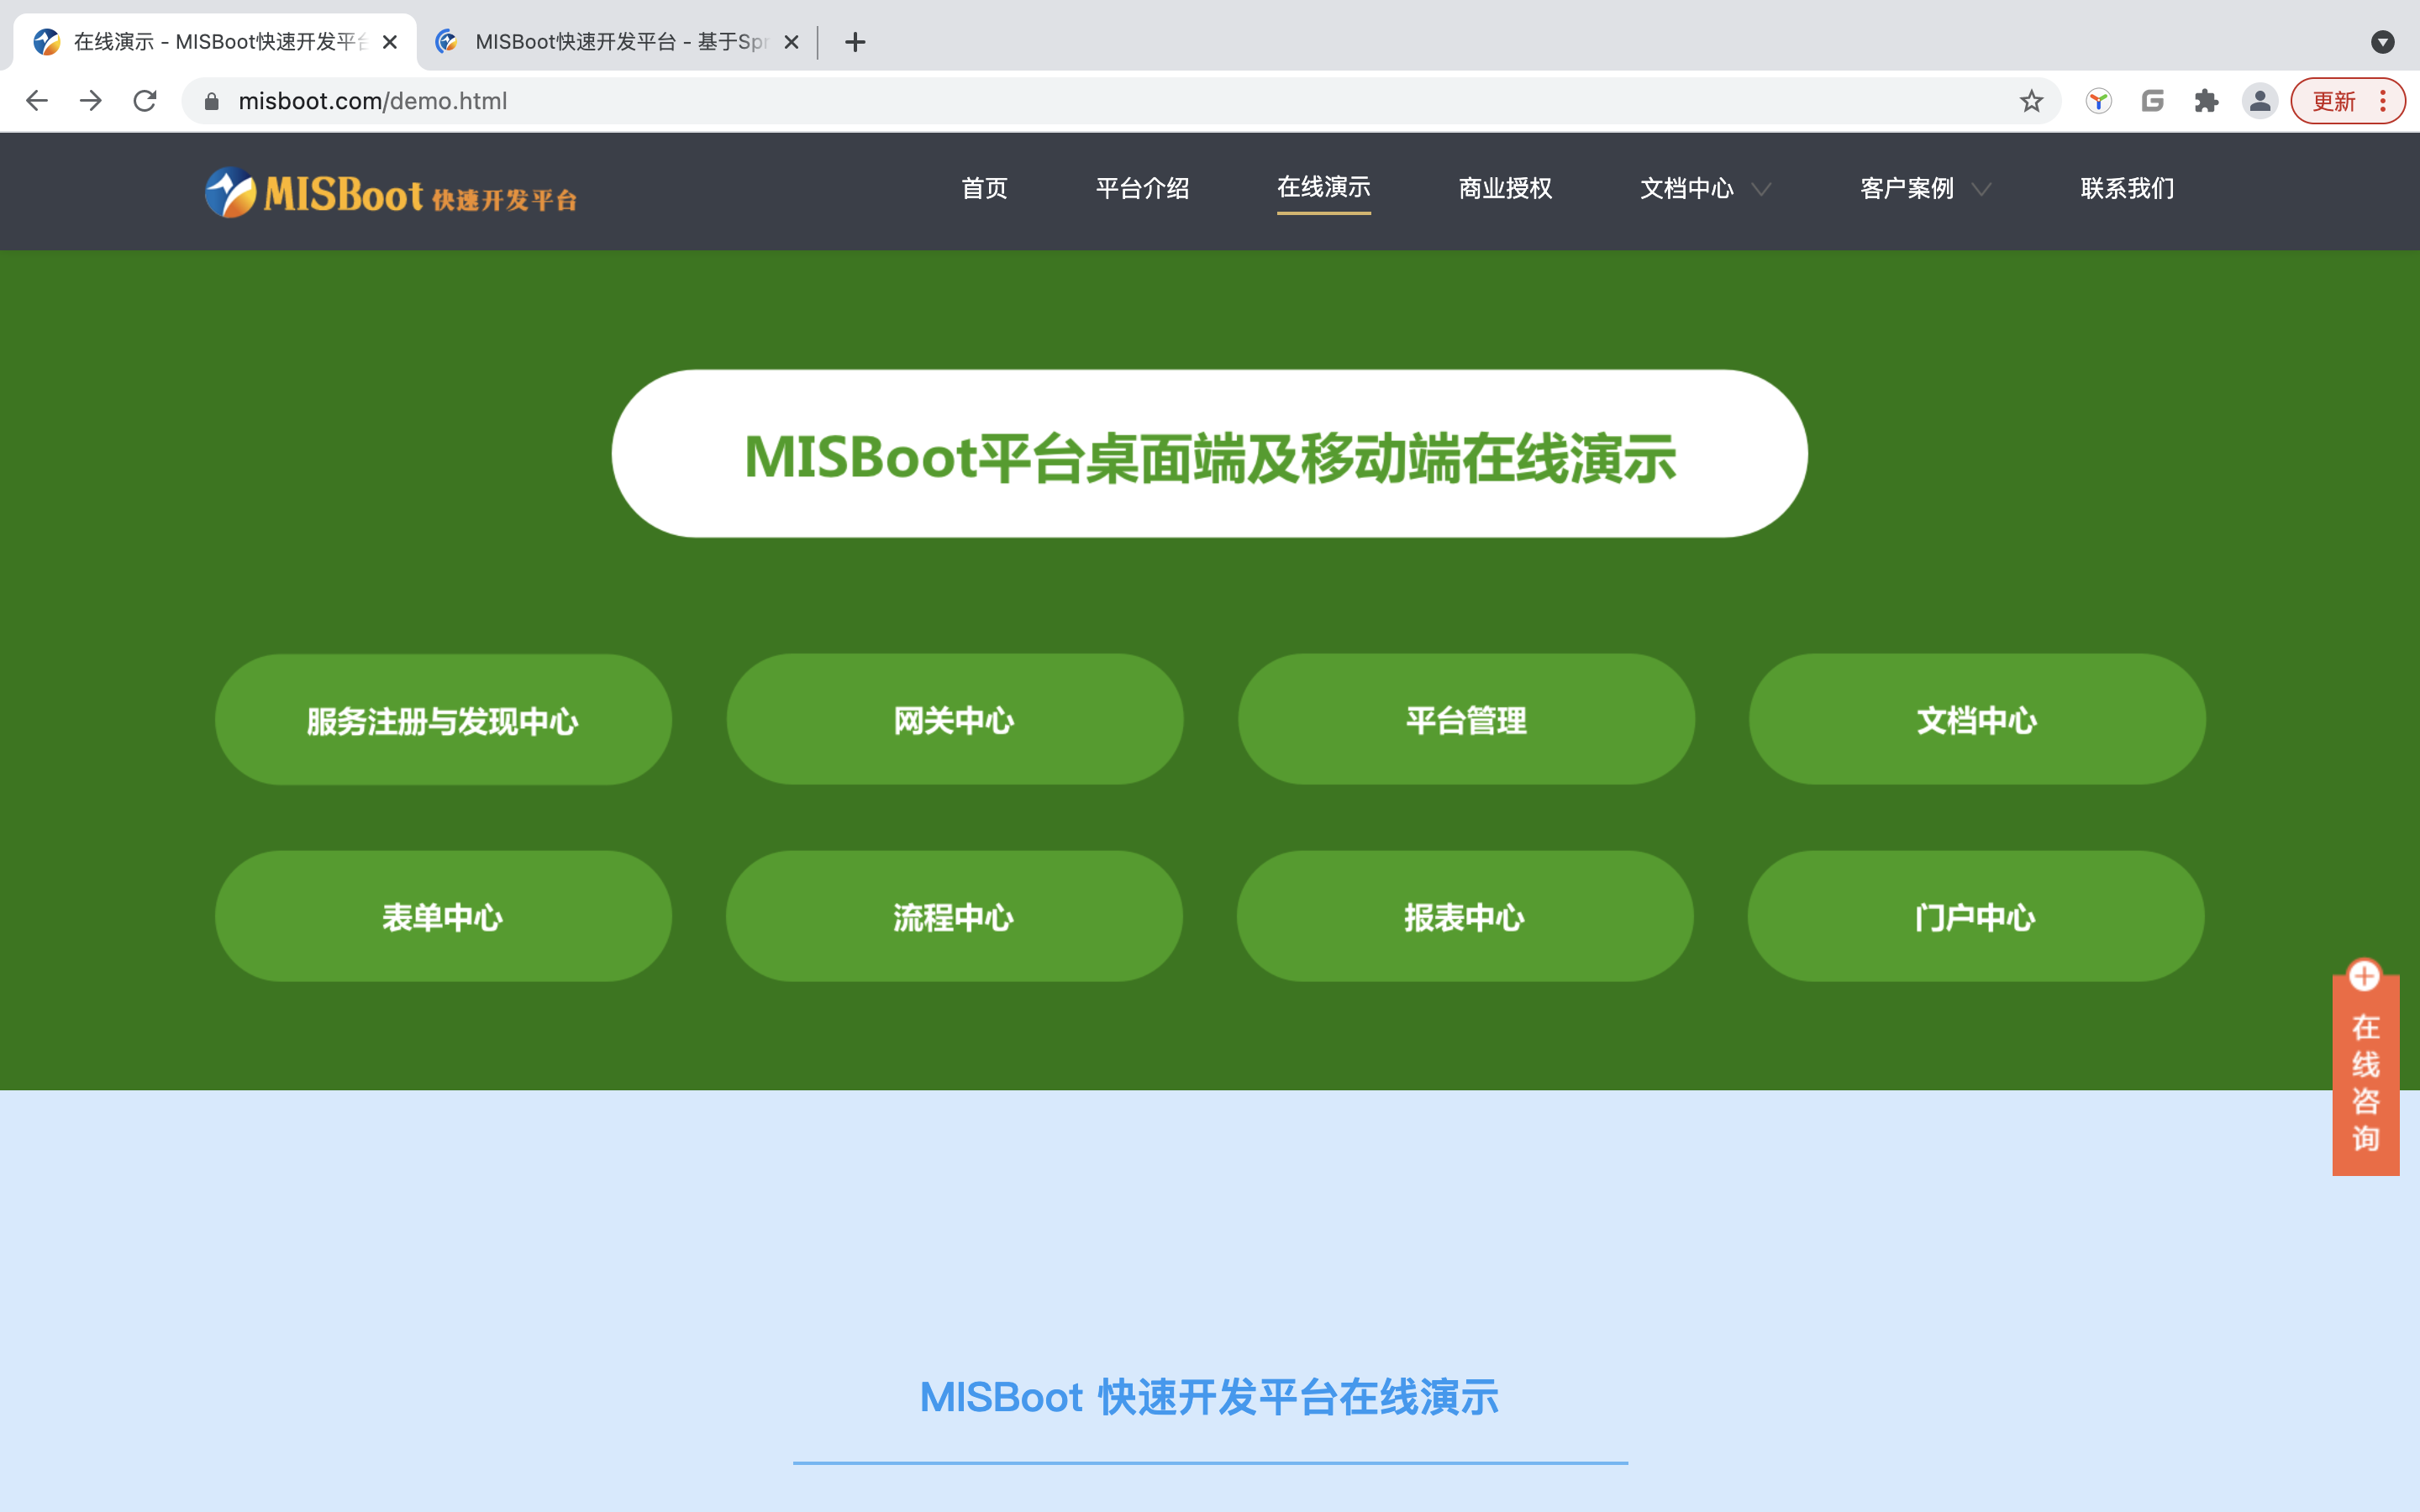 在线演示 - MISBoot快速开发平台
MISBoot快速开发平台 - 基于Spr
misboot.com/demo.html
更新
MISBoot 快速开发平台
首页
平台介绍
在线演示
商业授权
文档中心
客户案例
联系我们
MISBoot平台桌面端及移动端在线演示
服务注册与发现中心
网关中心
平台管理
文档中心
表单中心
流程中心
报表中心
门户中心
在线咨询
MISBoot 快速开发平台在线演示